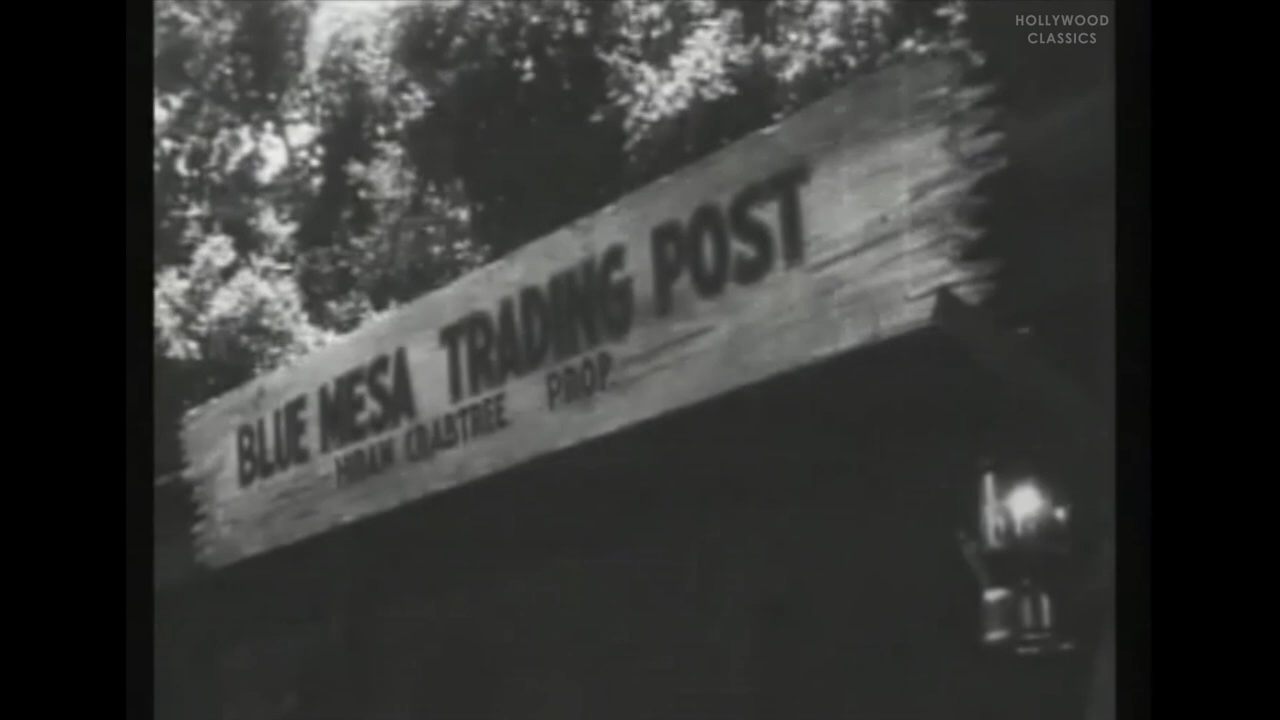 HOLLYWOOD
CLASSICS
BLUE MESA TRADING POST
HIRAM CRABTREE PROP.